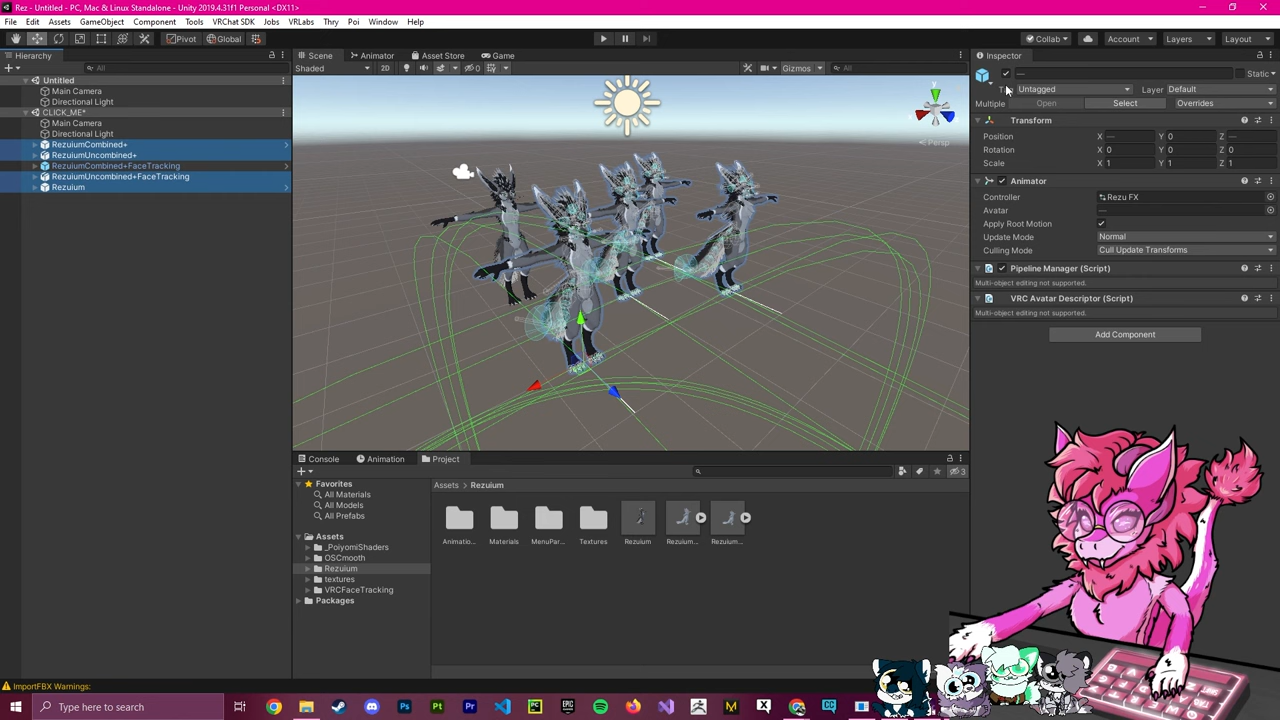 Rez - Untitled - PC, Mac & Linux Standalone - Unity 2019.4.31f1 Personal <DX11>
File Edit Assets GameObject Component Tools VRChat SDK Jobs VRLabs Thry Poi Window Help
Pivot Global Collab Account Layers Layout
Hierarchy
All
Untitled
Main Camera
Directional Light
CLICK_ME*
Main Camera
Directional Light
RezuiumCombined+
RezuiumUncombined+
RezuiumCombined+FaceTracking
RezuiumUncombined+FaceTracking
Rezuium
Scene Animator Asset Store Game
Shaded 2D 0 Gizmos All
y
Persp
Console Animation Project
3
Favorites
All Materials
All Models
All Prefabs
Assets
_PoiyomiShaders
OSCmooth
Rezuium
textures
VRCFaceTracking
Packages
Assets > Rezuium
Animatio... Materials MenuPar... Textures Rezuium Rezuium... Rezuium...
Inspector
— Static
Untagged Layer Default
Multiple Open Select Overrides
Transform
Position X — Y 0 Z —
Rotation X 0 Y 0 Z 0
Scale X 1 Y 1 Z 1
Animator
Controller Rezu FX
Avatar —
Apply Root Motion
Update Mode Normal
Culling Mode Cull Update Transforms
Pipeline Manager (Script)
Multi-object editing not supported.
VRC Avatar Descriptor (Script)
Multi-object editing not supported.
Add Component
ImportFBX Warnings:
Type here to search